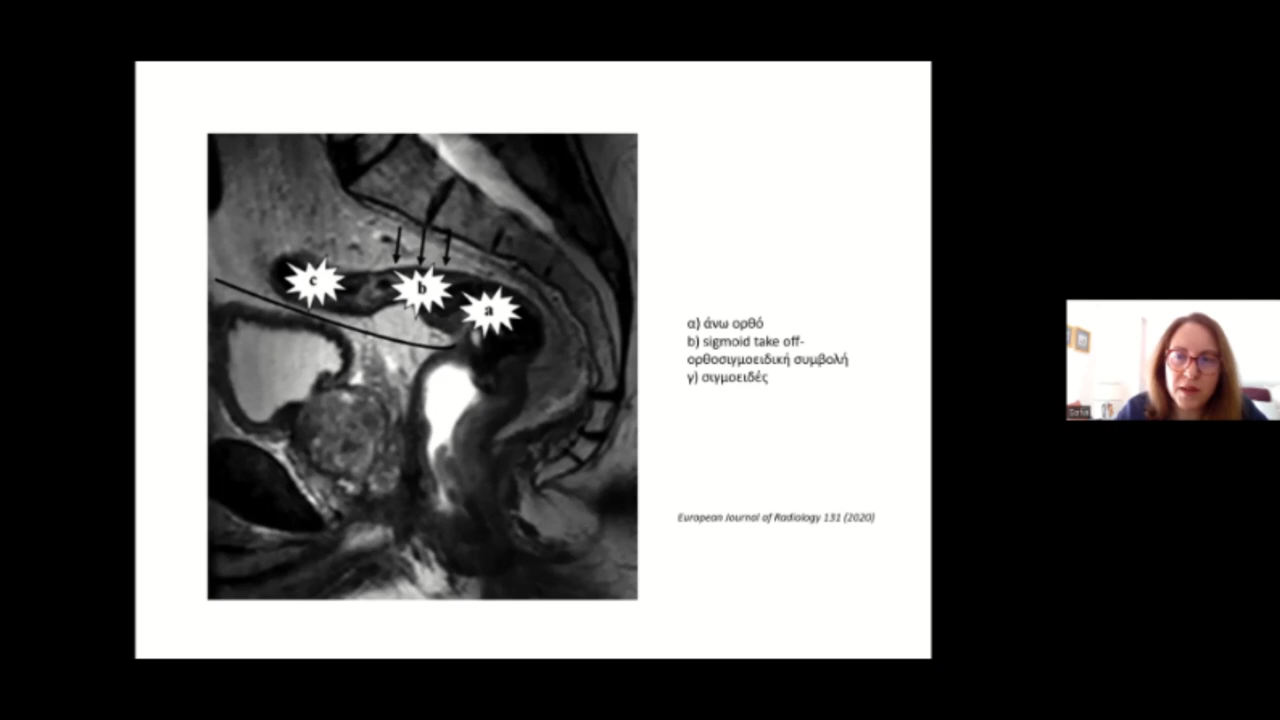 c
b
a
α) άνω ορθό
b) sigmoid take off-
ορθοσιγμοειδική συμβολή
γ) σιγμοειδές
European Journal of Radiology 131 (2020)